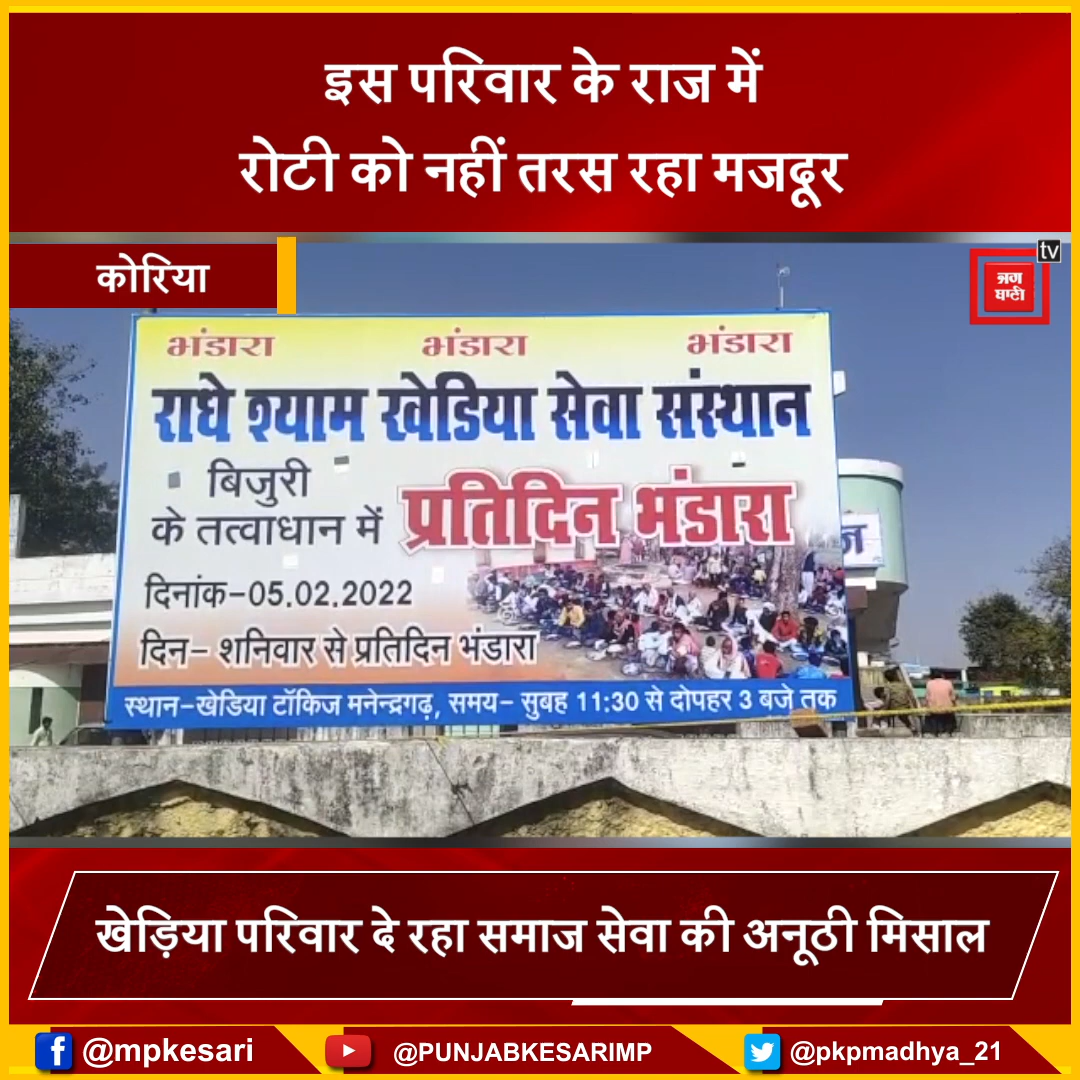 इस परिवार के राज में
रोटी को नहीं तरस रहा मजदूर
कोरिया
tv
भंडारा भंडारा भंडारा
राधे श्याम खेडिया सेवा संस्थान
बिजुरी
के तत्वाधान में प्रतिदिन भंडारा
दिनांक-05.02.2022
दिन- शनिवार से प्रतिदिन भंडारा
स्थान-खेडिया टॉकिज मनेन्द्रगढ़, समय- सुबह 11:30 से दोपहर 3 बजे तक
खेड़िया परिवार दे रहा समाज सेवा की अनूठी मिसाल
@mpkesari @PUNJABKESARIMP @pkpmadhya_21